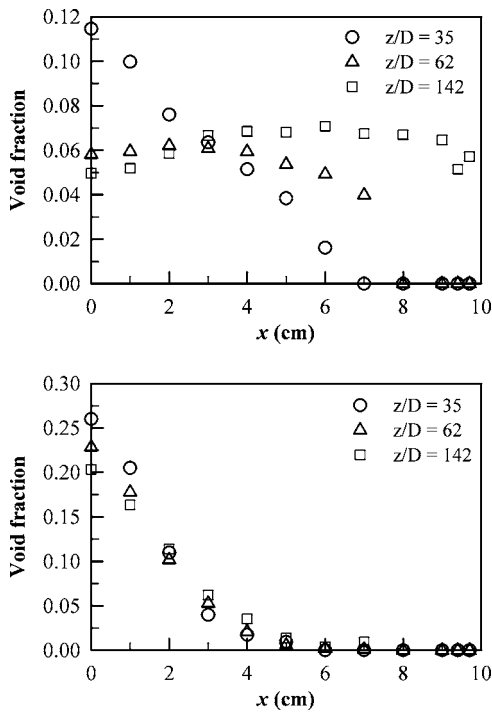 0.12
0.10
0.08
0.06
0.04
0.02
0.00
Void fraction
z/D = 35
z/D = 62
z/D = 142
0 2 4 6 8 10
x (cm)
0.30
0.25
0.20
0.15
0.10
0.05
0.00
Void fraction
z/D = 35
z/D = 62
z/D = 142
0 2 4 6 8 10
x (cm)